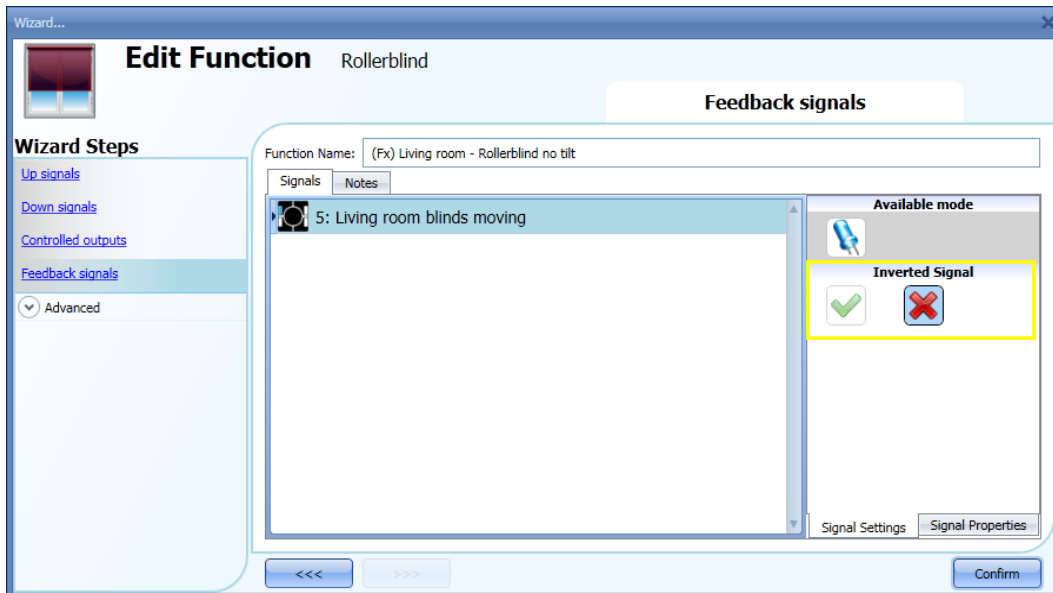 Wizard...
Edit Function Rollerblind
Feedback signals
Wizard Steps
Up signals
Down signals
Controlled outputs
Feedback signals
Advanced
Function Name: (Fx) Living room - Rollerblind no tilt
Signals Notes
5: Living room blinds moving
Available mode
Inverted Signal
Signal Settings Signal Properties
<<< >>> Confirm